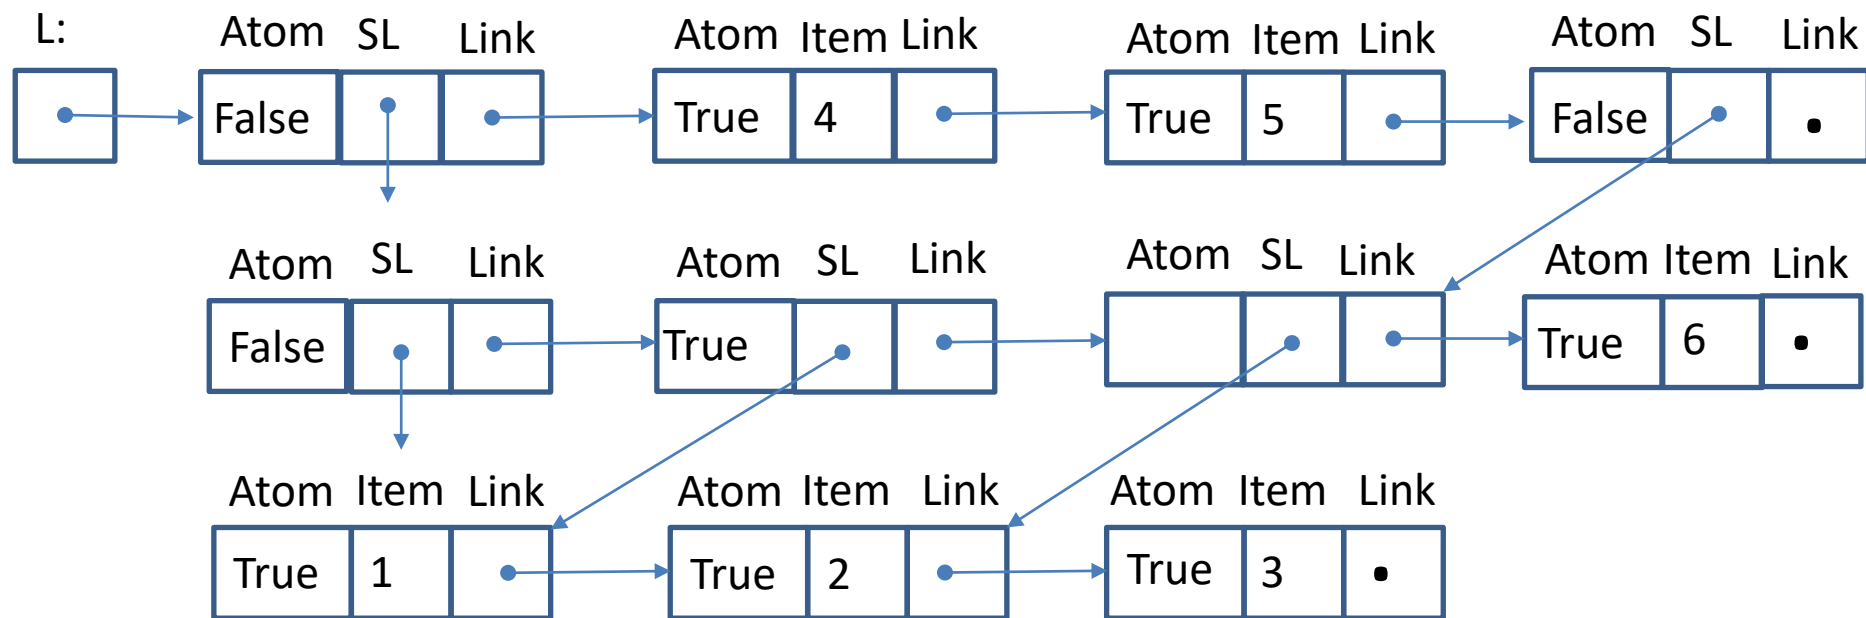 L: Atom SL Link Atom Item Link Atom Item Link Atom SL Link
False True 4 True 5 False
Atom SL Link Atom SL Link Atom SL Link Atom Item Link
False True True 6
Atom Item Link Atom Item Link Atom Item Link
True 1 True 2 True 3